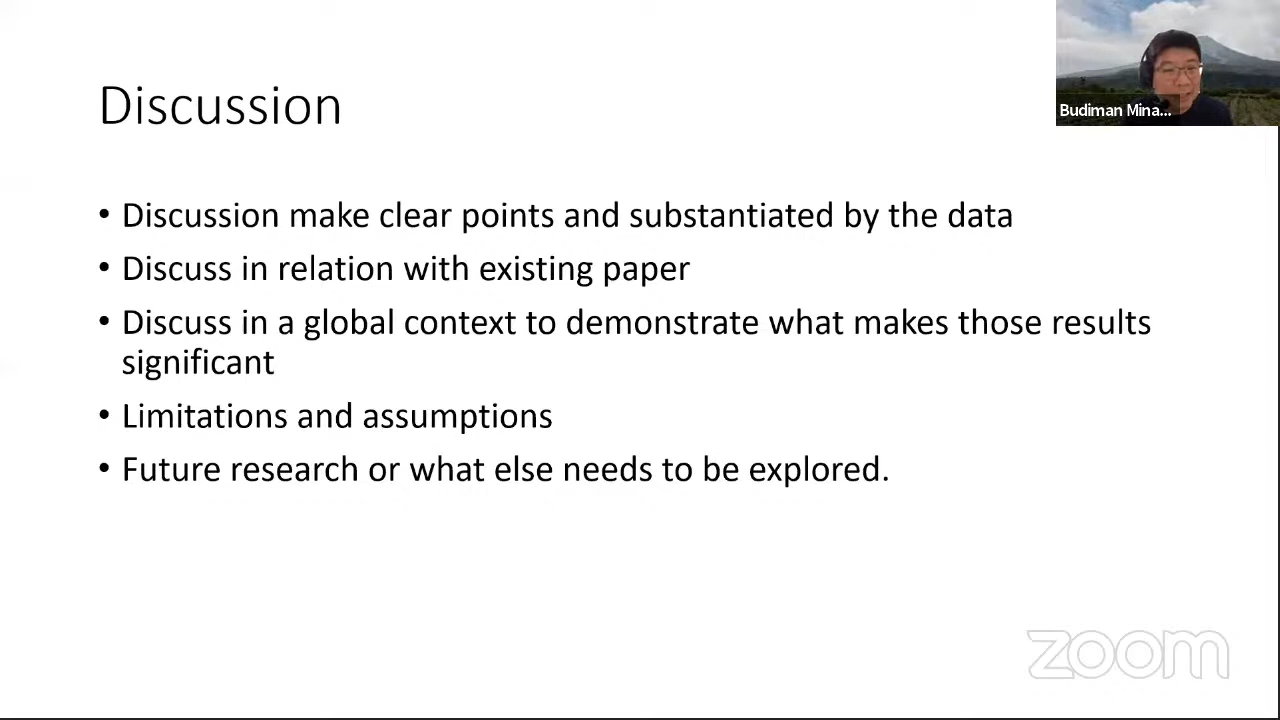 Budiman Mina...
Discussion
• Discussion make clear points and substantiated by the data
• Discuss in relation with existing paper
• Discuss in a global context to demonstrate what makes those results
significant
• Limitations and assumptions
• Future research or what else needs to be explored.
zoom